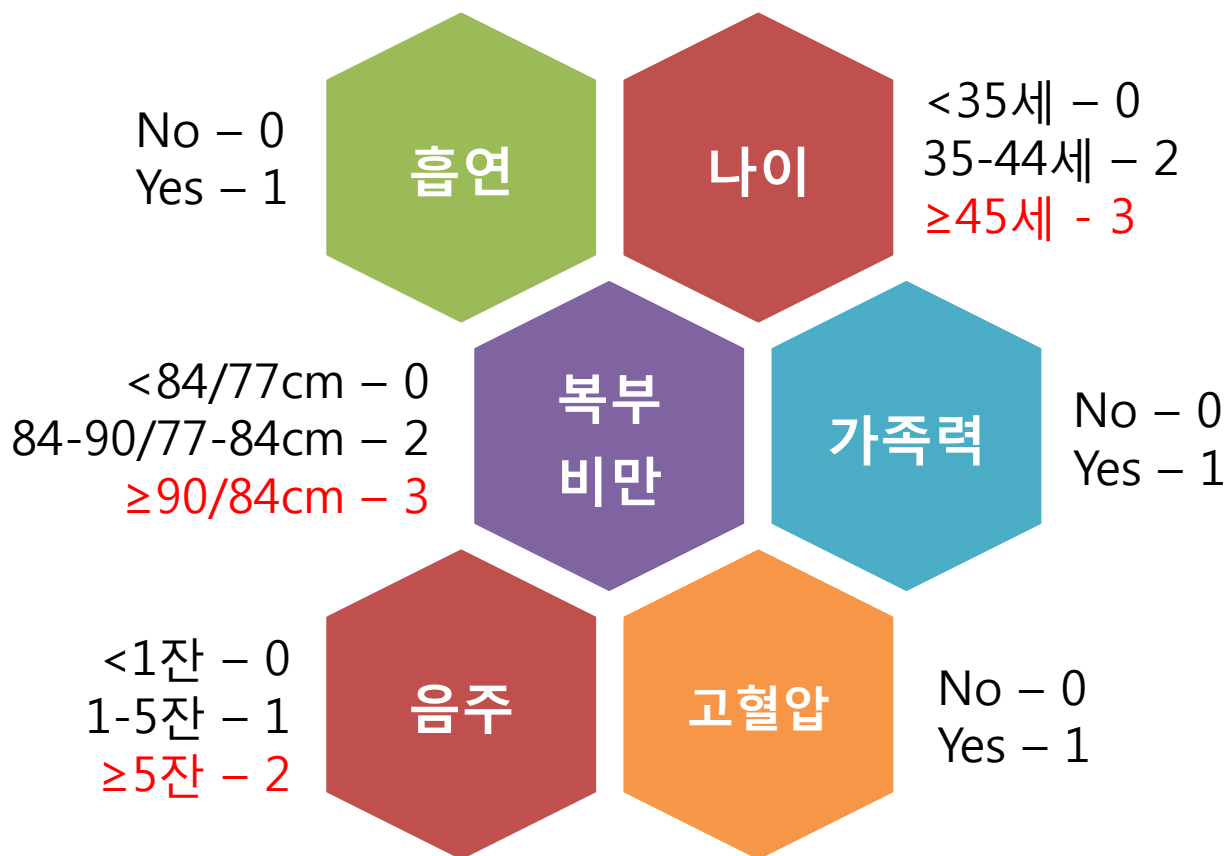 No – 0
Yes – 1
흡연
나이
<35세 – 0
35-44세 – 2
≥45세 - 3
<84/77cm – 0
84-90/77-84cm – 2
≥90/84cm – 3
복부
비만
가족력
No – 0
Yes – 1
<1잔 – 0
1-5잔 – 1
≥5잔 – 2
음주
고혈압
No – 0
Yes – 1